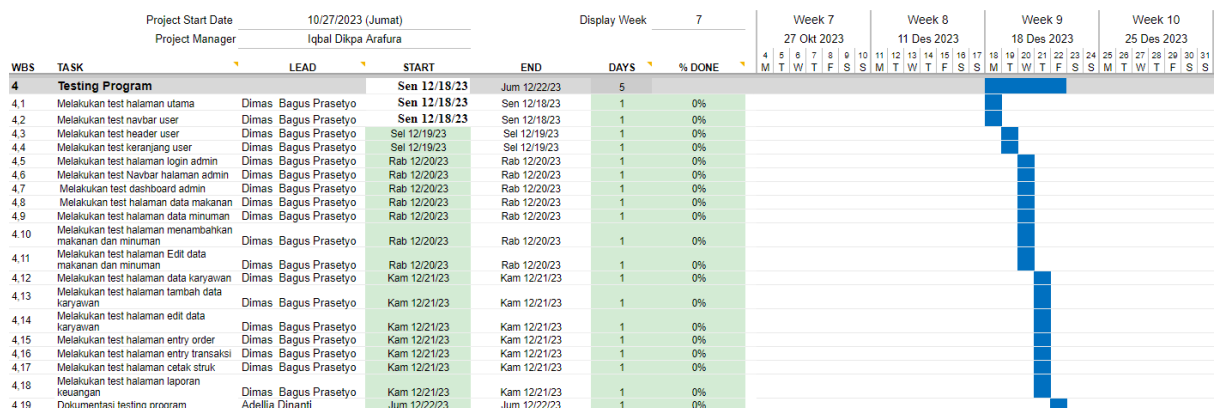 Project Start Date 10/27/2023 (Jumat) Display Week 7 Week 7 Week 8 Week 9 Week 10
Project Manager Iqbal Dikpa Arafura 27 Okt 2023 11 Des 2023 18 Des 2023 25 Des 2023
4 5 6 7 8 9 10 11 12 13 14 15 16 17 18 19 20 21 22 23 24 25 26 27 28 29 30 31
WBS TASK LEAD START END DAYS % DONE M T W T F S S M T W T F S S M T W T F S S M T W T F S S
4 Testing Program Sen 12/18/23 Jum 12/22/23 5
4,1 Melakukan test halaman utama Dimas Bagus Prasetyo Sen 12/18/23 Sen 12/18/23 1 0%
4,2 Melakukan test navbar user Dimas Bagus Prasetyo Sen 12/18/23 Sen 12/18/23 1 0%
4,3 Melakukan test header user Dimas Bagus Prasetyo Sel 12/19/23 Sel 12/19/23 1 0%
4,4 Melakukan test keranjang user Dimas Bagus Prasetyo Sel 12/19/23 Sel 12/19/23 1 0%
4,5 Melakukan test halaman login admin Dimas Bagus Prasetyo Rab 12/20/23 Rab 12/20/23 1 0%
4,6 Melakukan test Navbar halaman admin Dimas Bagus Prasetyo Rab 12/20/23 Rab 12/20/23 1 0%
4,7 Melakukan test dashboard admin Dimas Bagus Prasetyo Rab 12/20/23 Rab 12/20/23 1 0%
4,8 Melakukan test halaman data makanan Dimas Bagus Prasetyo Rab 12/20/23 Rab 12/20/23 1 0%
4,9 Melakukan test halaman data minuman Dimas Bagus Prasetyo Rab 12/20/23 Rab 12/20/23 1 0%
4.10 Melakukan test halaman menambahkan
makanan dan minuman Dimas Bagus Prasetyo Rab 12/20/23 Rab 12/20/23 1 0%
4,11 Melakukan test halaman Edit data
makanan dan minuman Dimas Bagus Prasetyo Rab 12/20/23 Rab 12/20/23 1 0%
4,12 Melakukan test halaman data karyawan Dimas Bagus Prasetyo Kam 12/21/23 Kam 12/21/23 1 0%
4,13 Melakukan test halaman tambah data
karyawan Dimas Bagus Prasetyo Kam 12/21/23 Kam 12/21/23 1 0%
4,14 Melakukan test halaman edit data
karyawan Dimas Bagus Prasetyo Kam 12/21/23 Kam 12/21/23 1 0%
4,15 Melakukan test halaman entry order Dimas Bagus Prasetyo Kam 12/21/23 Kam 12/21/23 1 0%
4,16 Melakukan test halaman entry transaksi Dimas Bagus Prasetyo Kam 12/21/23 Kam 12/21/23 1 0%
4,17 Melakukan test halaman cetak struk Dimas Bagus Prasetyo Kam 12/21/23 Kam 12/21/23 1 0%
4,18 Melakukan test halaman laporan
keuangan Dimas Bagus Prasetyo Kam 12/21/23 Kam 12/21/23 1 0%
4,19 Dokumentasi testing program Adellia Dinanti Jum 12/22/23 Jum 12/22/23 1 0%